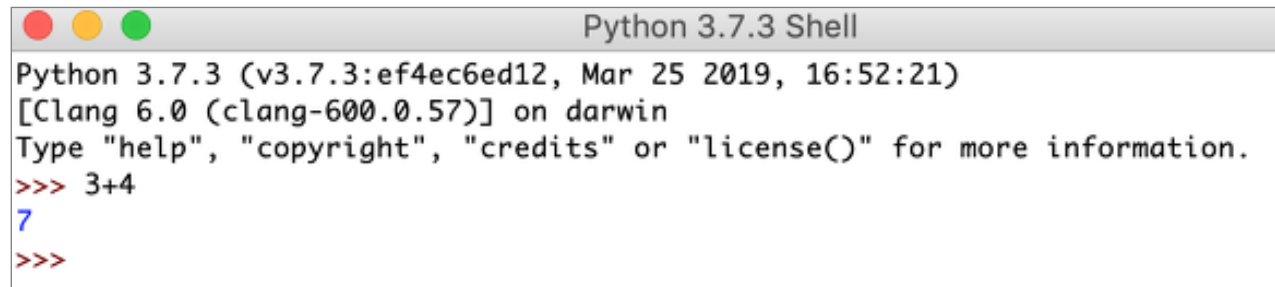 Python 3.7.3 Shell
Python 3.7.3 (v3.7.3:ef4ec6ed12, Mar 25 2019, 16:52:21)
[Clang 6.0 (clang-600.0.57)] on darwin
Type "help", "copyright", "credits" or "license()" for more information.
>>> 3+4
7
>>>